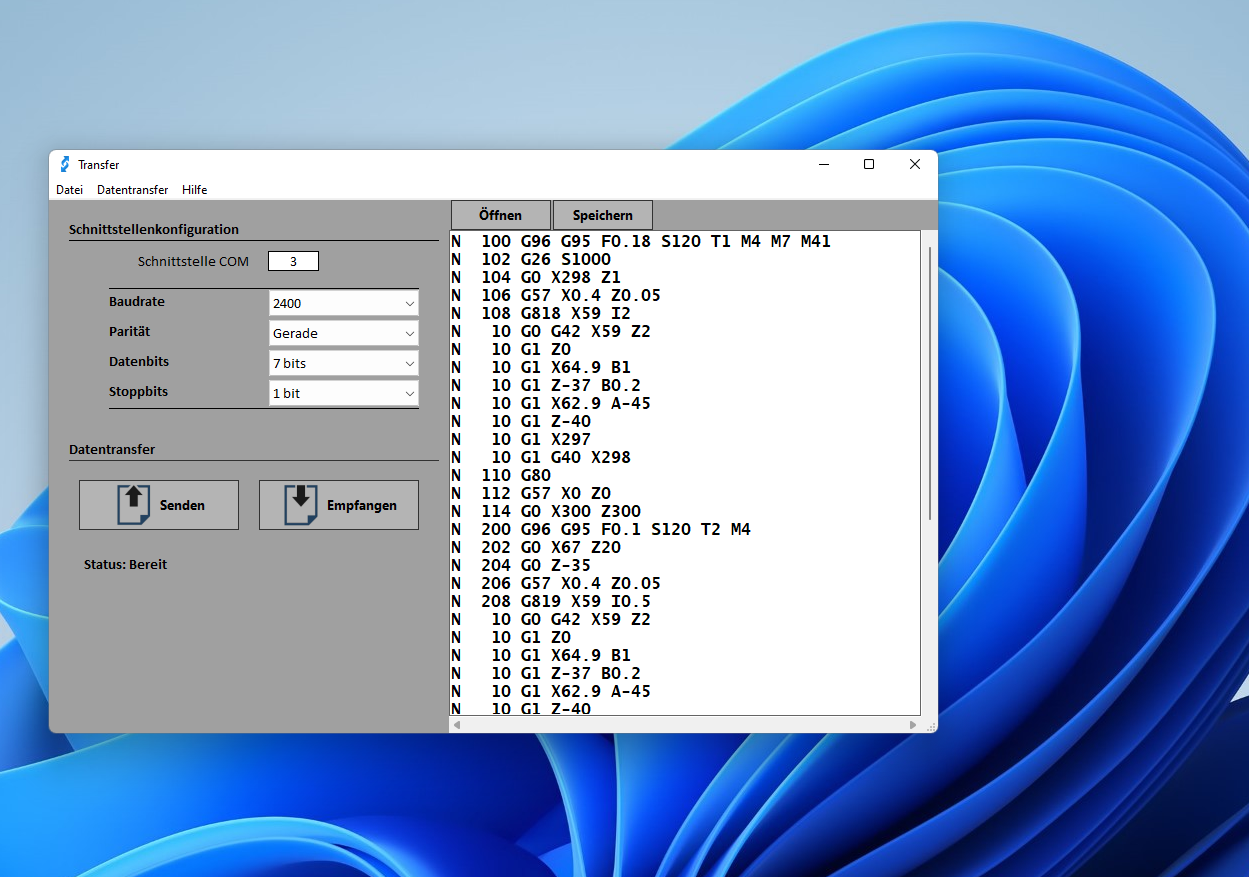 Transfer
Datei Datentransfer Hilfe
Öffnen Speichern
Schnittstellenkonfiguration
Schnittstelle COM 3
Baudrate 2400
Parität Gerade
Datenbits 7 bits
Stoppbits 1 bit
Datentransfer
Senden Empfangen
Status: Bereit
N 100 G96 G95 F0.18 S120 T1 M4 M7 M41
N 102 G26 S1000
N 104 G0 X298 Z1
N 106 G57 X0.4 Z0.05
N 108 G818 X59 I2
N 10 G0 G42 X59 Z2
N 10 G1 Z0
N 10 G1 X64.9 B1
N 10 G1 Z-37 B0.2
N 10 G1 X62.9 A-45
N 10 G1 Z-40
N 10 G1 X297
N 10 G1 G40 X298
N 110 G80
N 112 G57 X0 Z0
N 114 G0 X300 Z300
N 200 G96 G95 F0.1 S120 T2 M4
N 202 G0 X67 Z20
N 204 G0 Z-35
N 206 G57 X0.4 Z0.05
N 208 G819 X59 I0.5
N 10 G0 G42 X59 Z2
N 10 G1 Z0
N 10 G1 X64.9 B1
N 10 G1 Z-37 B0.2
N 10 G1 X62.9 A-45
N 10 G1 Z-40